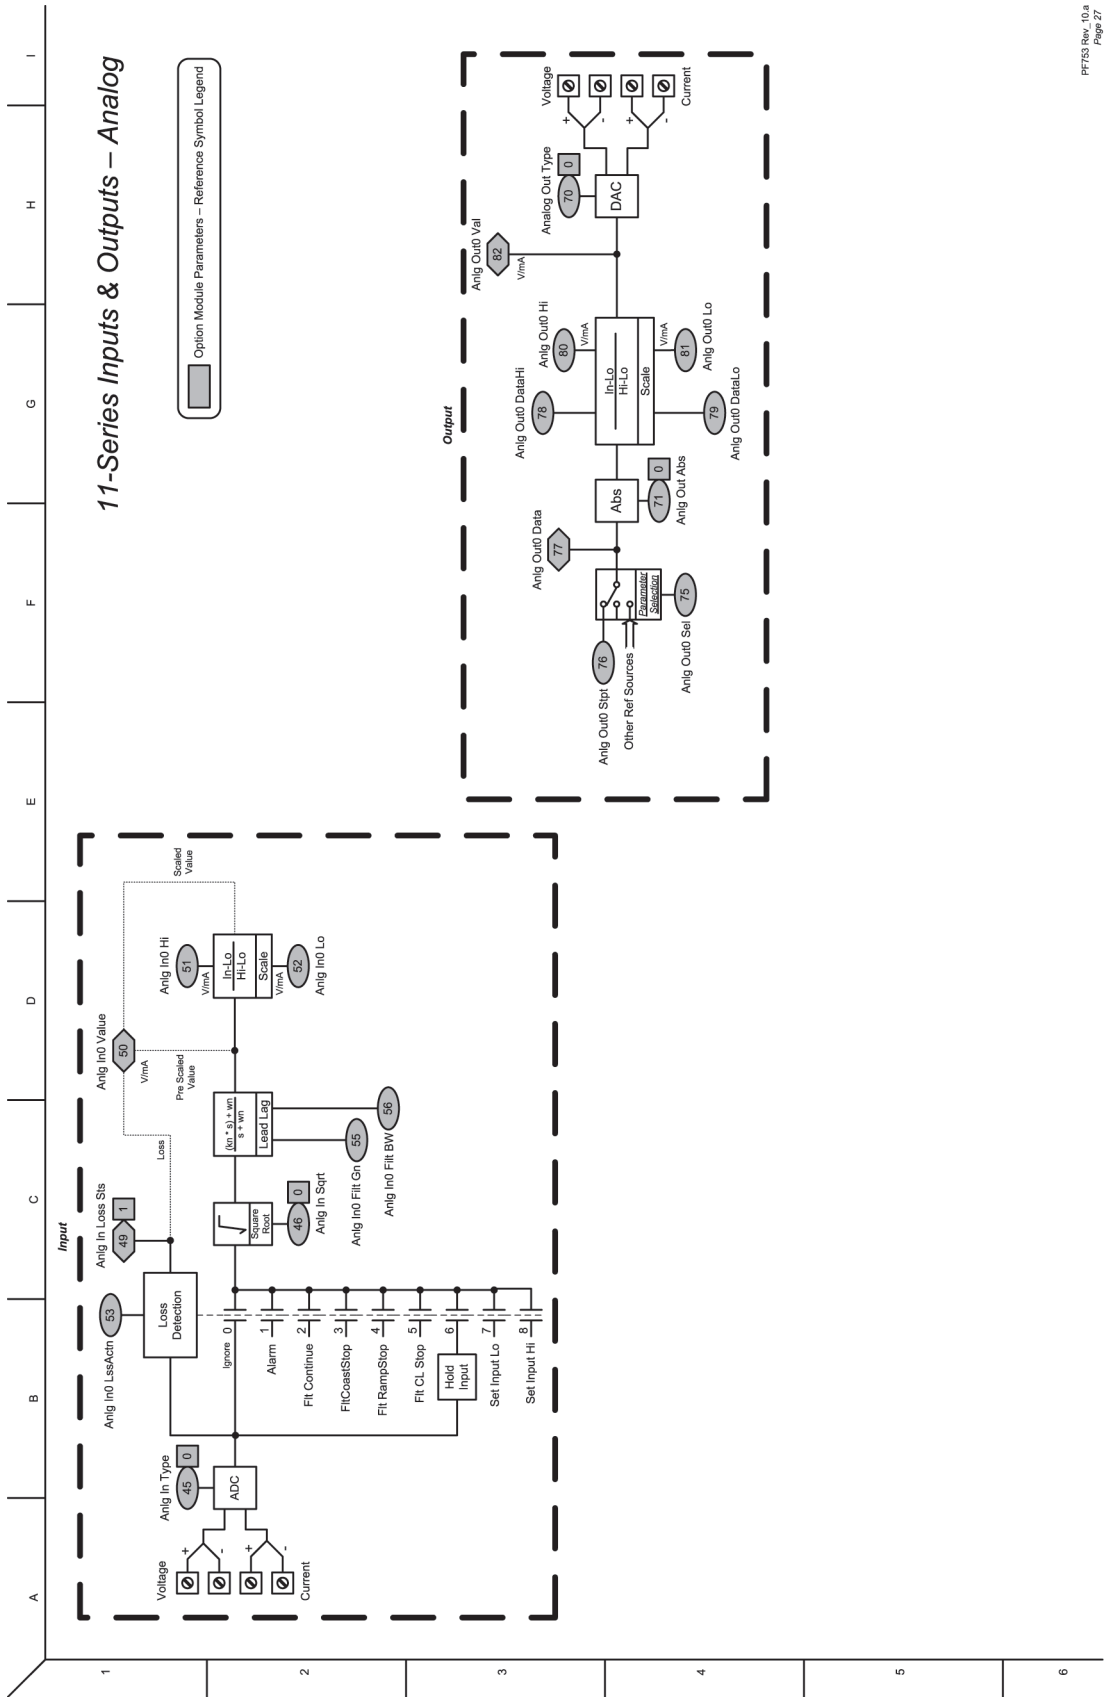 11-Series Inputs & Outputs – Analog
Option Module Parameters – Reference Symbol Legend
A
B
C
D
E
F
G
H
I
1
2
3
4
5
6
Input
Voltage
+
-
+
-
Current
Anlg In Type
45
0
ADC
Anlg In0 LssActn
53
Loss
Detection
Anlg In Loss Sts
49
1
Loss
Ignore
0
1
Alarm
2
Flt Continue
3
FltCoastStop
4
Flt RampStop
5
Flt CL Stop
6
Hold
Input
7
Set Input Lo
8
Set Input Hi
Square
Root
46
0
Anlg In Sqrt
(kn * s) + wn
s + wn
Lead Lag
55
Anlg In0 Filt Gn
56
Anlg In0 Filt BW
Anlg In0 Value
50
V/mA
Pre Scaled
Value
Scaled
Value
Anlg In0 Hi
51
V/mA
In-Lo
Hi-Lo
Scale
V/mA
52
Anlg In0 Lo
Output
Anlg Out0 Stpt
76
Other Ref Sources
Parameter
Selection
75
Anlg Out0 Sel
Anlg Out0 Data
77
Abs
71
0
Anlg Out Abs
Anlg Out0 DataHi
78
Anlg Out0 Hi
80
V/mA
In-Lo
Hi-Lo
Scale
79
Anlg Out0 DataLo
V/mA
81
Anlg Out0 Lo
Anlg Out0 Val
82
V/mA
Analog Out Type
70
0
DAC
Voltage
+
-
+
-
Current
PF753 Rev_10.a
Page 27